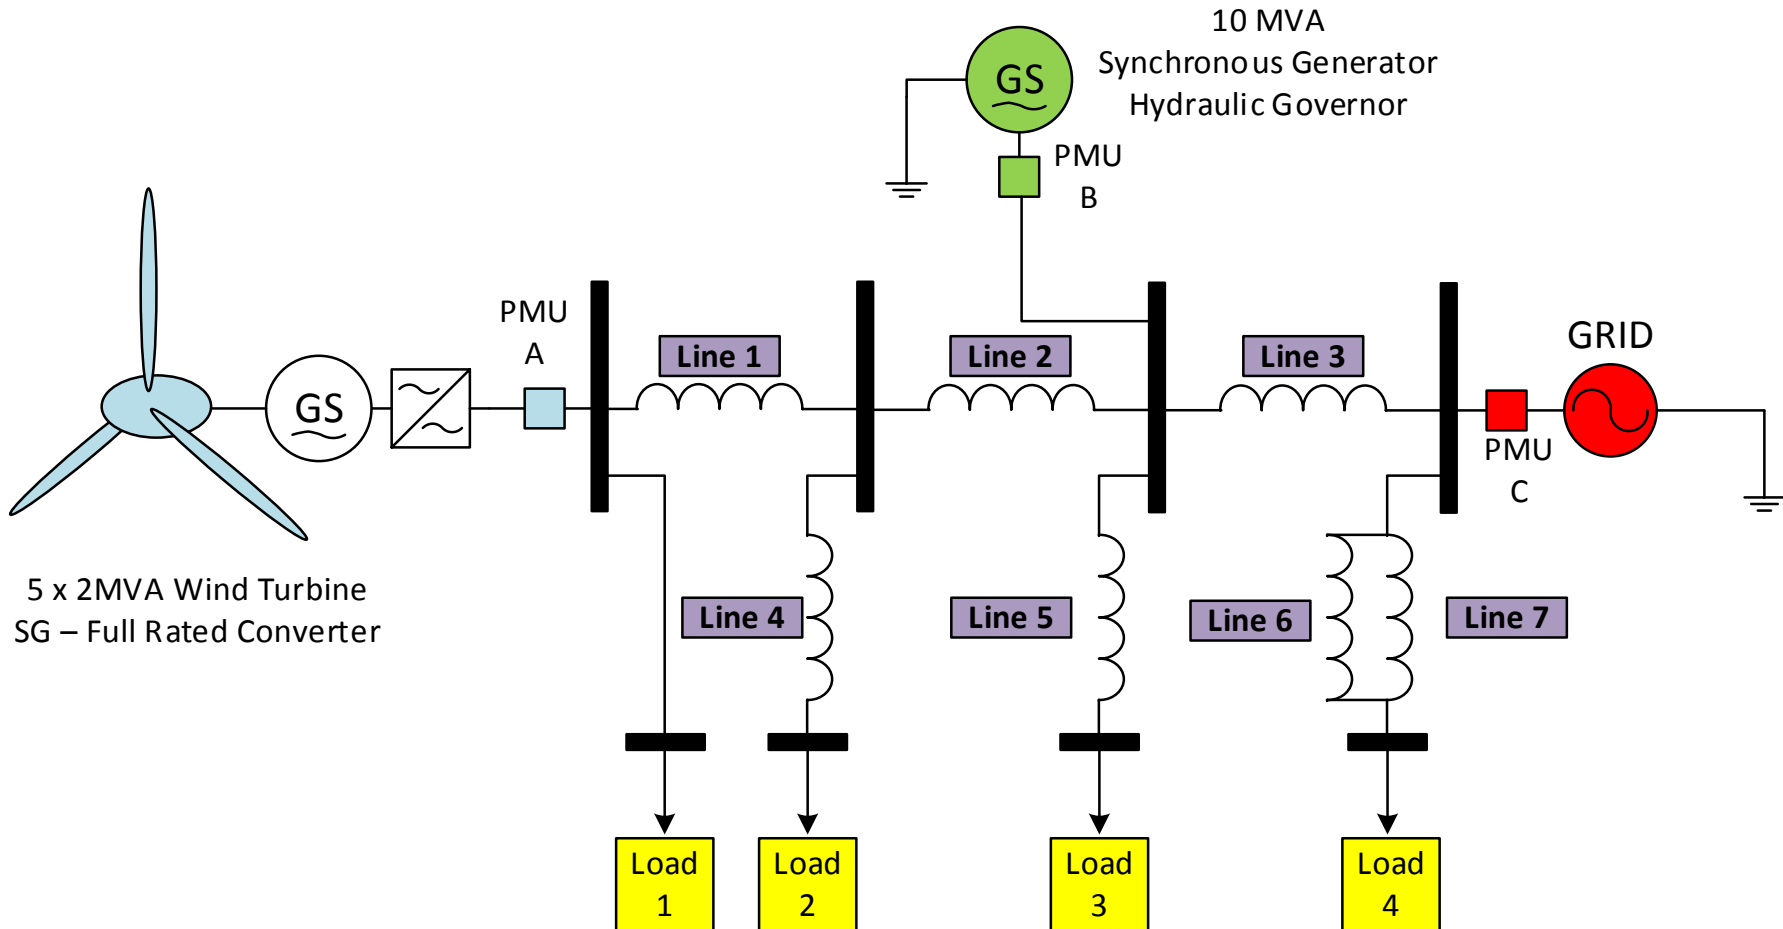 10 MVA
Synchronous Generator
Hydraulic Governor
GS
PMU
B
PMU
A
Line 1
Line 2
Line 3
GRID
GS
PMU
C
5 x 2MVA Wind Turbine
SG – Full Rated Converter
Line 4
Line 5
Line 6
Line 7
Load
1
Load
2
Load
3
Load
4